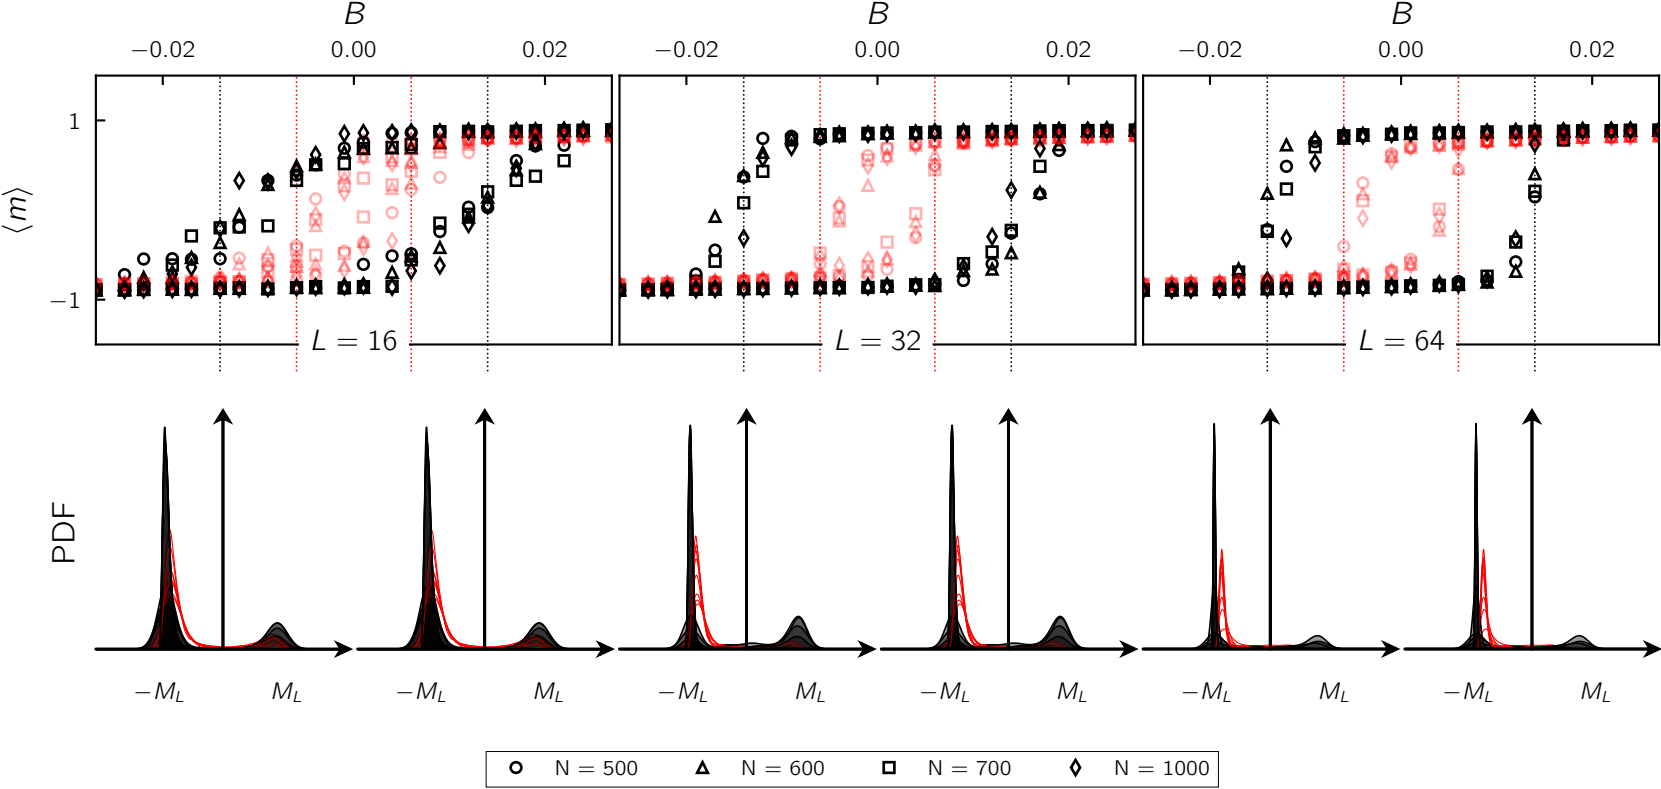 B B B
−0.02 0.00 0.02 −0.02 0.00 0.02 −0.02 0.00 0.02
1
⟨m⟩
−1
L = 16 L = 32 L = 64
PDF
−M_L M_L −M_L M_L −M_L M_L −M_L M_L −M_L M_L −M_L M_L
N = 500 N = 600 N = 700 N = 1000